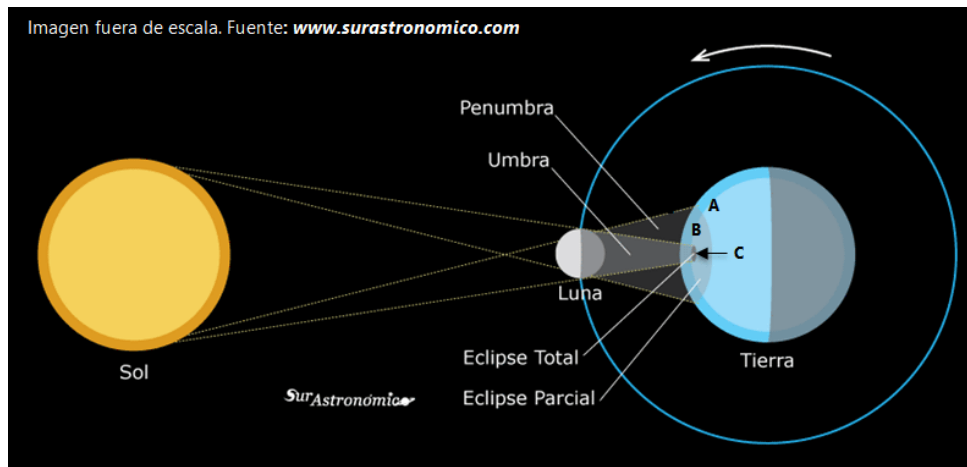 Imagen fuera de escala. Fuente: www.surastronomico.com
Penumbra
Umbra
A
B
C
Luna
Sol
Tierra
Eclipse Total
Eclipse Parcial
SurAstronómico